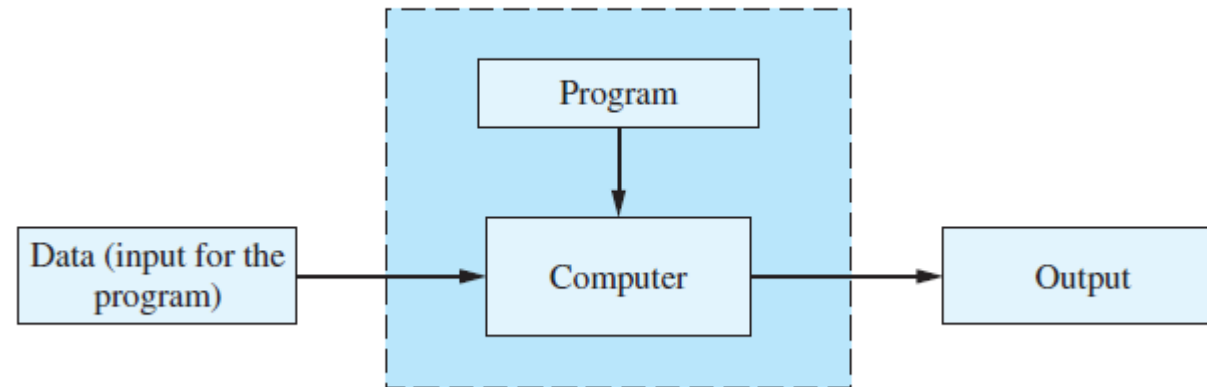 Program
Data (input for the
program)
Computer
Output